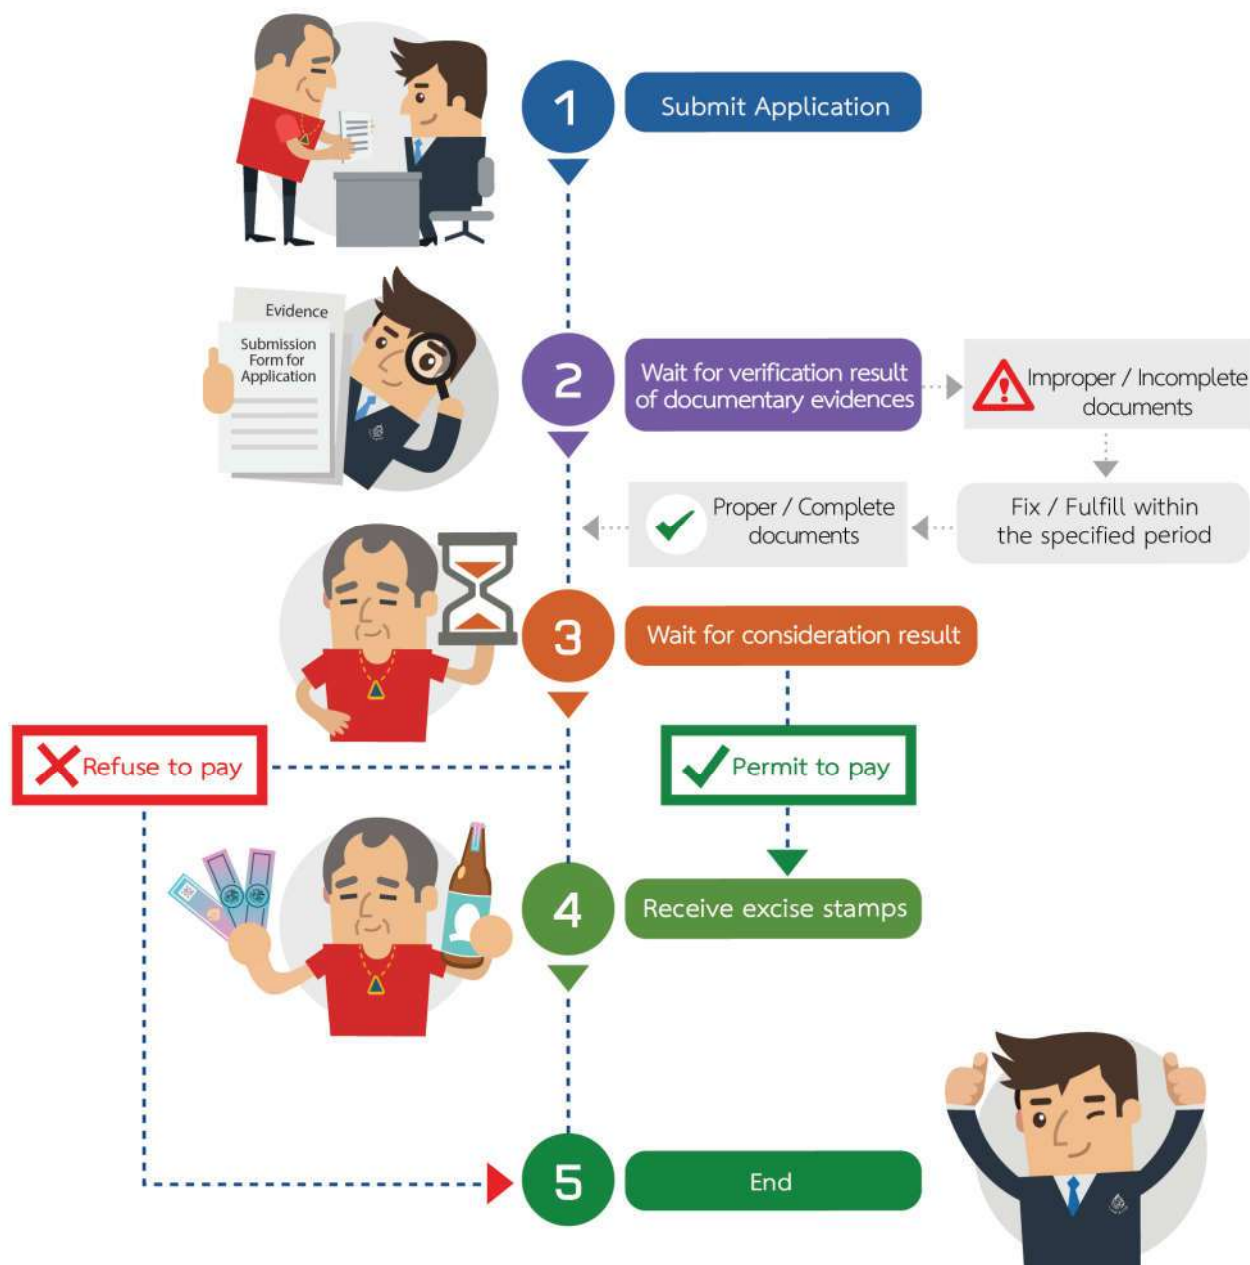 1
Submit Application
Evidence
Submission
Form for
Application
2
Wait for verification result
of documentary evidences
Improper / Incomplete
documents
Fix / Fulfill within
the specified period
Proper / Complete
documents
3
Wait for consideration result
Refuse to pay
Permit to pay
4
Receive excise stamps
5
End